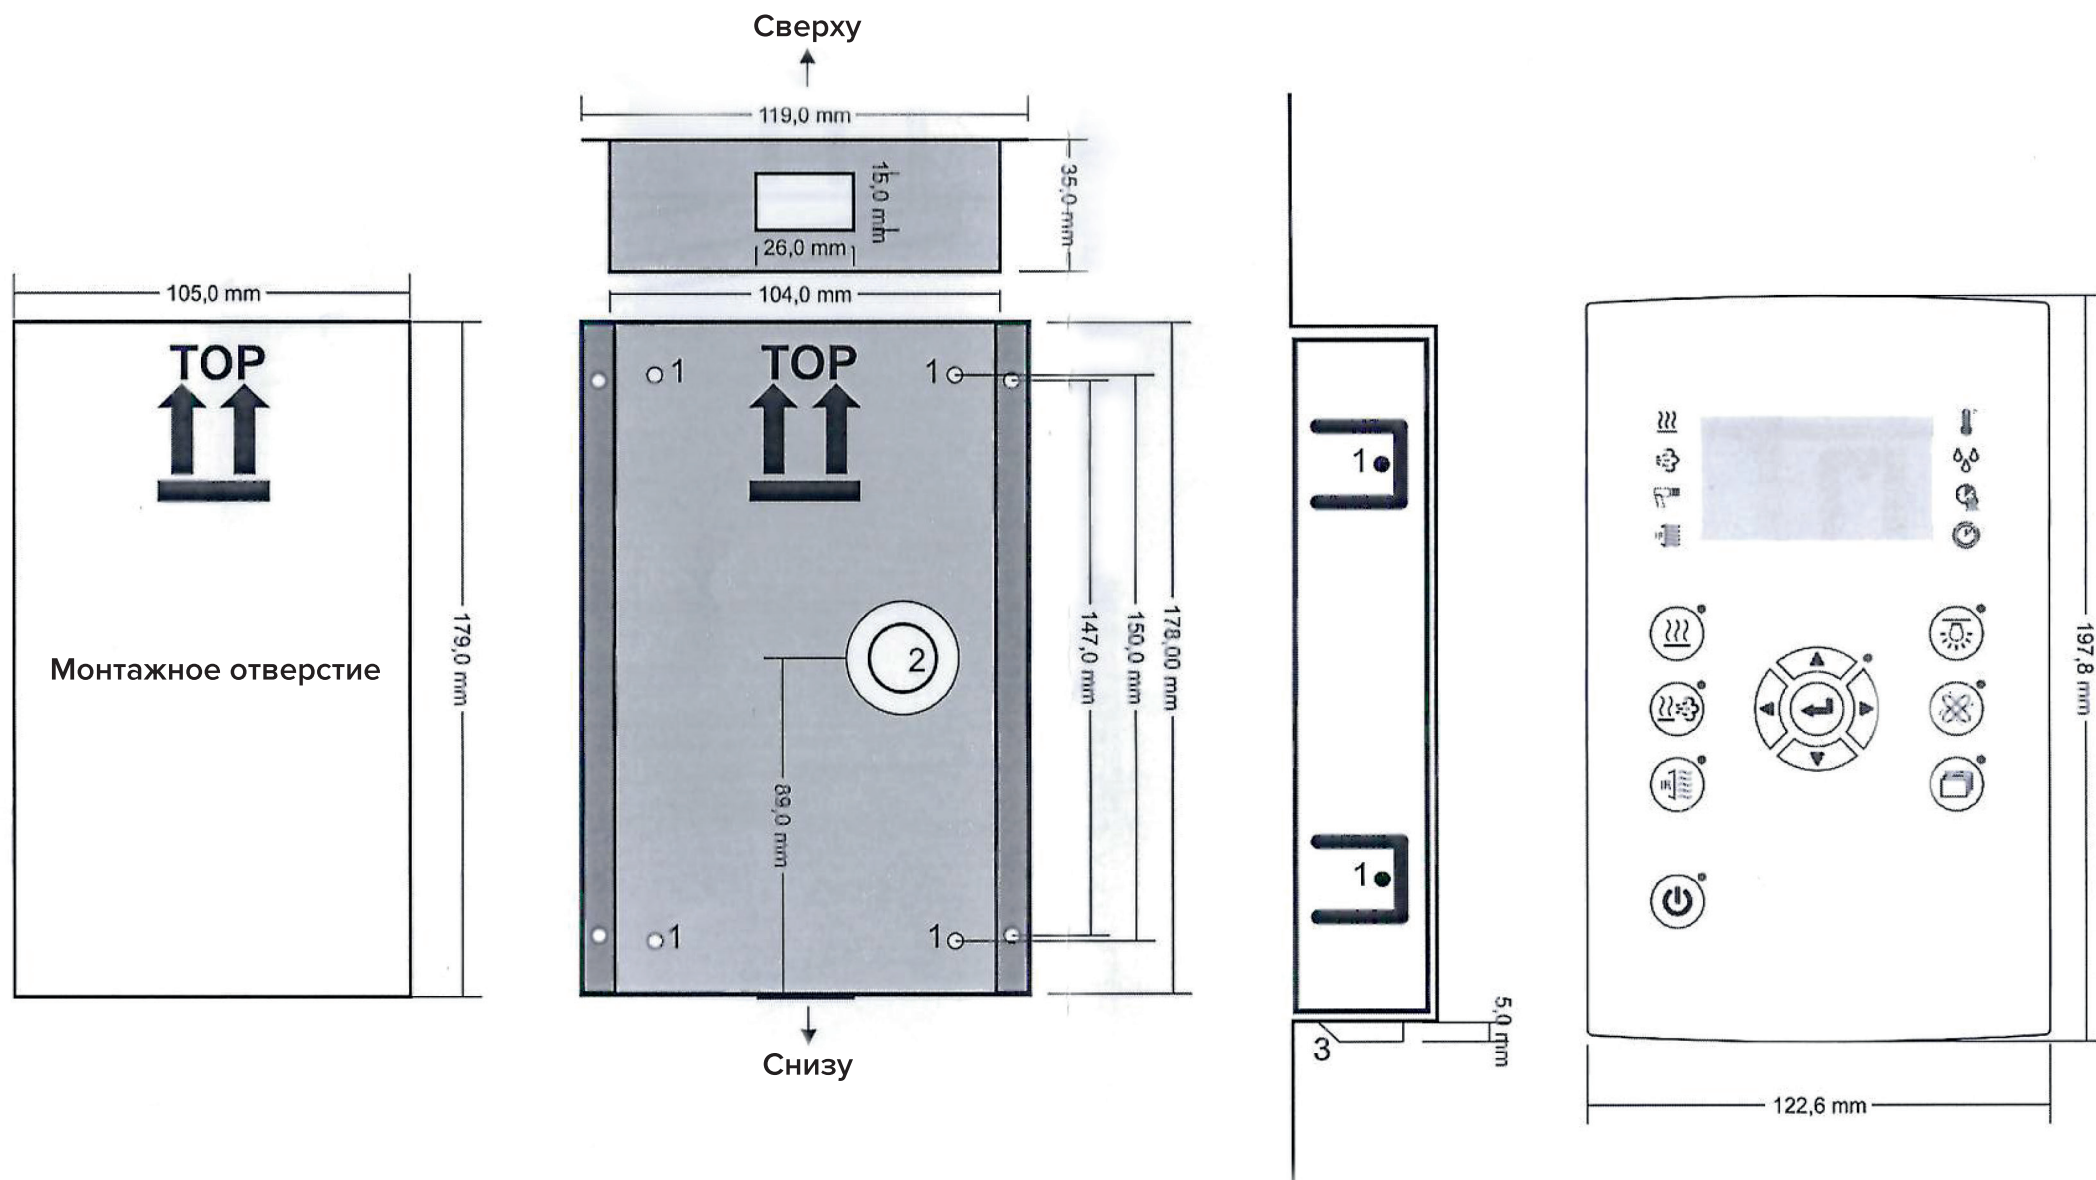 Сверху
119,0 mm
15,0 mm
35,0 mm
26,0 mm
105,0 mm
104,0 mm
TOP
Монтажное отверстие
179,0 mm
TOP
1
1
2
89,0 mm
1
1
147,0 mm
150,0 mm
178,00 mm
Снизу
1
1
3
5,0 mm
IR
IR
197,8 mm
122,6 mm